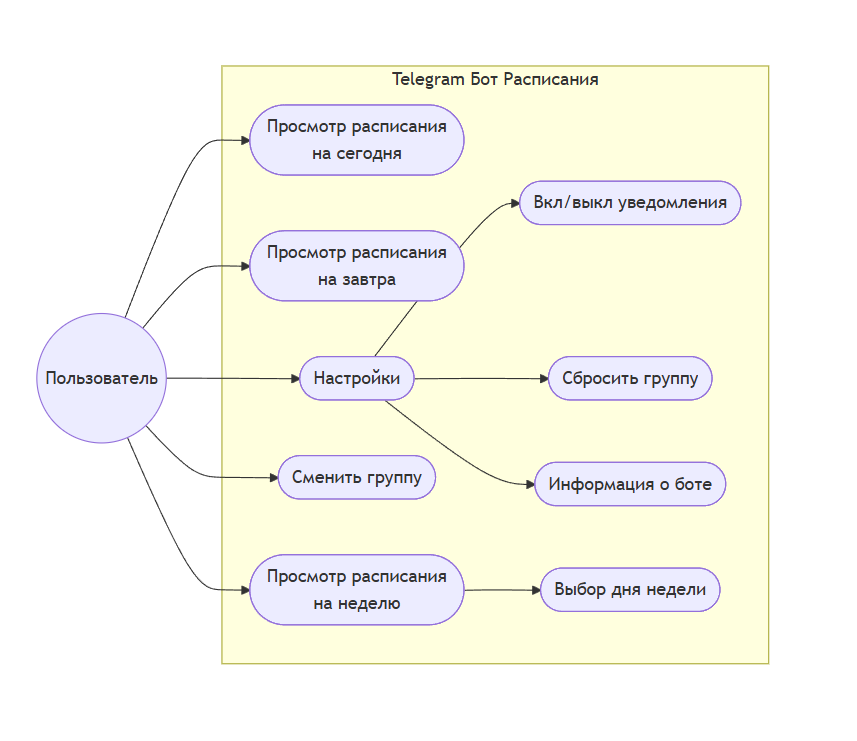 Telegram Бот Расписания
Просмотр расписания
на сегодня
Вкл/выкл уведомления
Просмотр расписания
на завтра
Пользователь
Настройки
Сбросить группу
Сменить группу
Информация о боте
Просмотр расписания
на неделю
Выбор дня недели